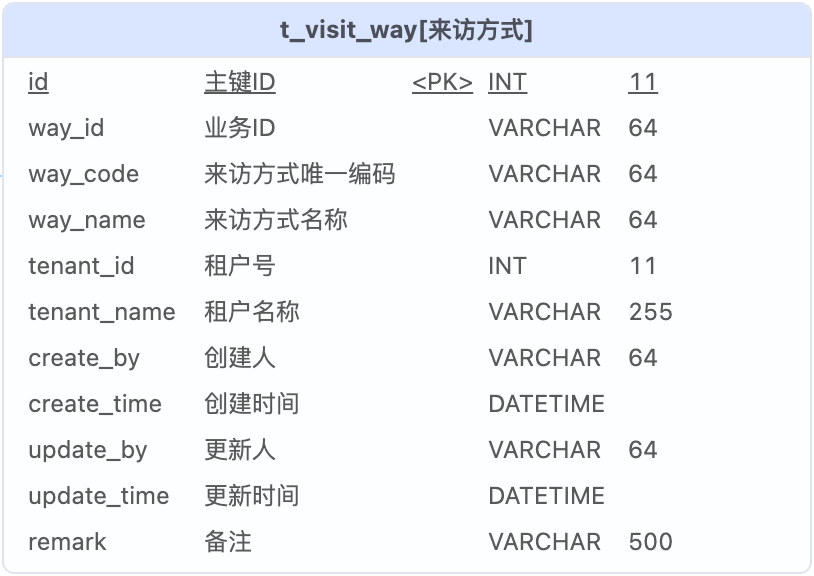 t_visit_way[来访方式]
id 主键ID <PK> INT 11
way_id 业务ID VARCHAR 64
way_code 来访方式唯一编码 VARCHAR 64
way_name 来访方式名称 VARCHAR 64
tenant_id 租户号 INT 11
tenant_name 租户名称 VARCHAR 255
create_by 创建人 VARCHAR 64
create_time 创建时间 DATETIME
update_by 更新人 VARCHAR 64
update_time 更新时间 DATETIME
remark 备注 VARCHAR 500